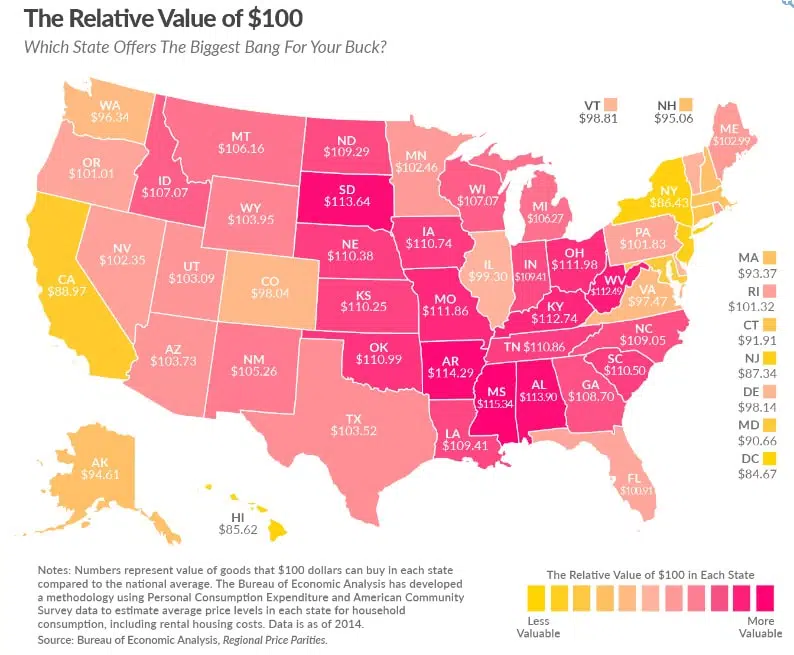 The Relative Value of $100
Which State Offers The Biggest Bang For Your Buck?
WA
$96.34
VT
$98.81
NH
$95.06
ME
$102.99
MT
$106.16
ND
$109.29
MN
$102.46
OR
$101.01
ID
$107.07
WY
$103.95
SD
$113.64
WI
$107.07
MI
$106.27
NY
$86.43
NV
$102.35
UT
$103.09
CO
$98.04
NE
$110.38
IA
$110.74
IL
$99.30
IN
$109.41
OH
$111.98
PA
$101.83
CA
$88.97
KS
$110.25
MO
$111.86
KY
$112.74
WV
$112.49
VA
$97.47
MA
$93.37
RI
$101.32
CT
$91.91
NJ
$87.34
DE
$98.14
MD
$90.66
DC
$84.67
AZ
$103.73
NM
$105.26
OK
$110.99
AR
$114.29
TN $110.86
NC
$109.05
SC
$110.50
TX
$103.52
LA
$109.41
MS
$115.34
AL
$113.90
GA
$108.70
FL
$100.91
AK
$94.61
HI
$85.62
Notes: Numbers represent value of goods that $100 dollars can buy in each state
compared to the national average. The Bureau of Economic Analysis has developed
a methodology using Personal Consumption Expenditure and American Community
Survey data to estimate average price levels in each state for household
consumption, including rental housing costs. Data is as of 2014.
Source: Bureau of Economic Analysis, Regional Price Parities.
The Relative Value of $100 in Each State
Less
Valuable
More
Valuable